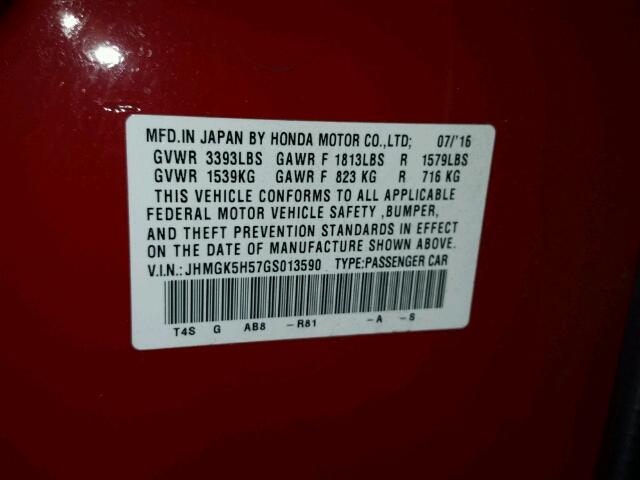 MFD.IN JAPAN BY HONDA MOTOR CO.,LTD; 07/'16
GVWR 3393LBS GAWR F 1813LBS R 1579LBS
GVWR 1539KG GAWR F 823 KG R 716 KG
THIS VEHICLE CONFORMS TO ALL APPLICABLE
FEDERAL MOTOR VEHICLE SAFETY ,BUMPER,
AND THEFT PREVENTION STANDARDS IN EFFECT
ON THE DATE OF MANUFACTURE SHOWN ABOVE.
V.I.N.:JHMGK5H57GS013590 TYPE:PASSENGER CAR
T4S G AB8 -R81 -A -S